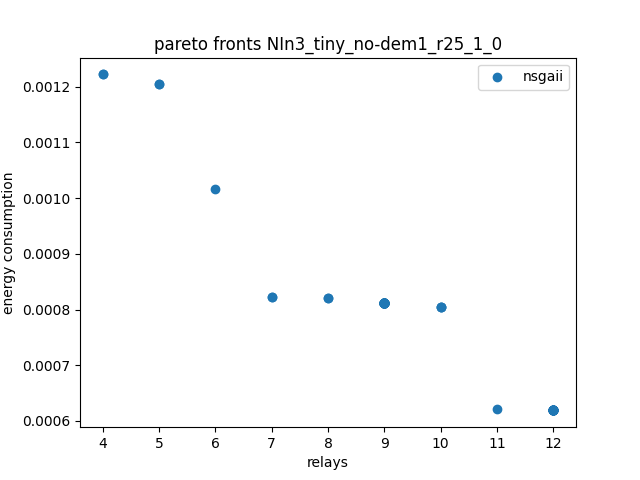 pareto fronts NIn3_tiny_no-dem1_r25_1_0
nsgaii
0.0012
0.0011
0.0010
0.0009
0.0008
0.0007
0.0006
energy consumption
4 5 6 7 8 9 10 11 12
relays